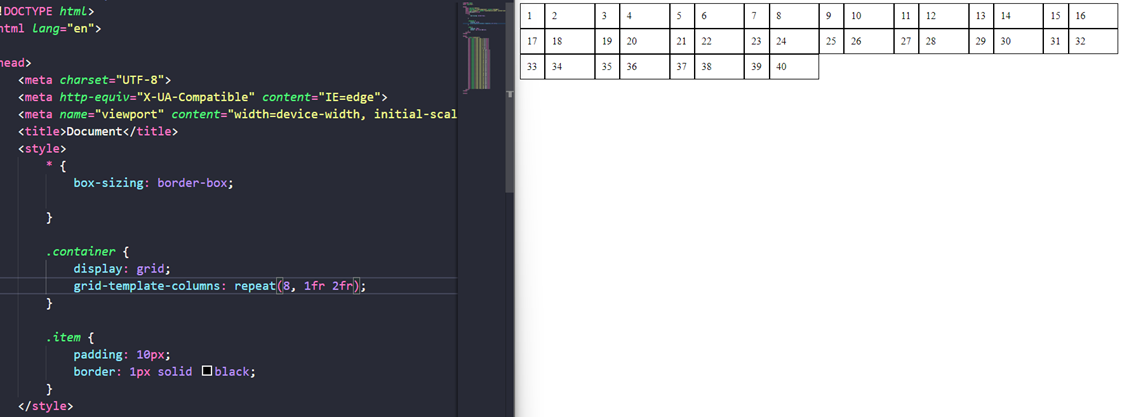 !DOCTYPE html>
html lang="en">
head>
<meta charset="UTF-8">
<meta http-equiv="X-UA-Compatible" content="IE=edge">
<meta name="viewport" content="width=device-width, initial-scal
<title>Document</title>
<style>
* {
box-sizing: border-box;
}
.container {
display: grid;
grid-template-columns: repeat(8, 1fr 2fr);
}
.item {
padding: 10px;
border: 1px solid black;
}
</style>
1 2 3 4 5 6 7 8 9 10 11 12 13 14 15 16
17 18 19 20 21 22 23 24 25 26 27 28 29 30 31 32
33 34 35 36 37 38 39 40